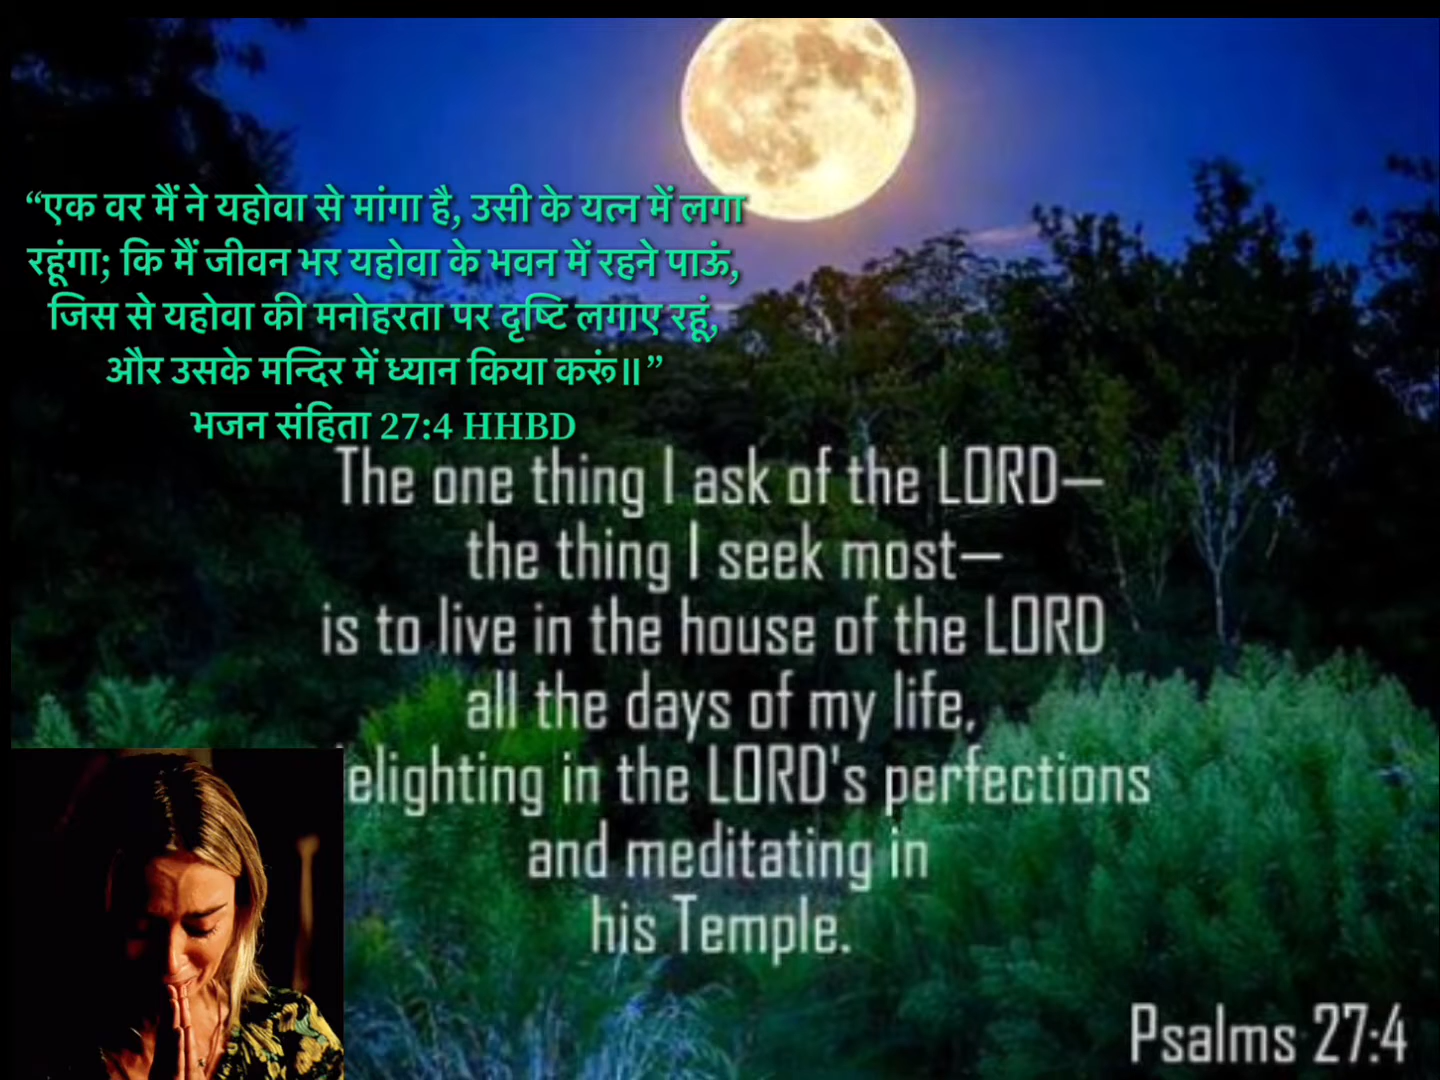 “एक वर मैं ने यहोवा से मांगा है, उसी के यत्न में लगा
रहूंगा; कि मैं जीवन भर यहोवा के भवन में रहने पाऊं,
जिस से यहोवा की मनोहरता पर दृष्टि लगाए रहूं,
और उसके मन्दिर में ध्यान किया करूं॥”
भजन संहिता 27:4 HHBD
The one thing I ask of the LORD—
the thing I seek most—
is to live in the house of the LORD
all the days of my life,
elighting in the LORD's perfections
and meditating in
his Temple.
Psalms 27:4